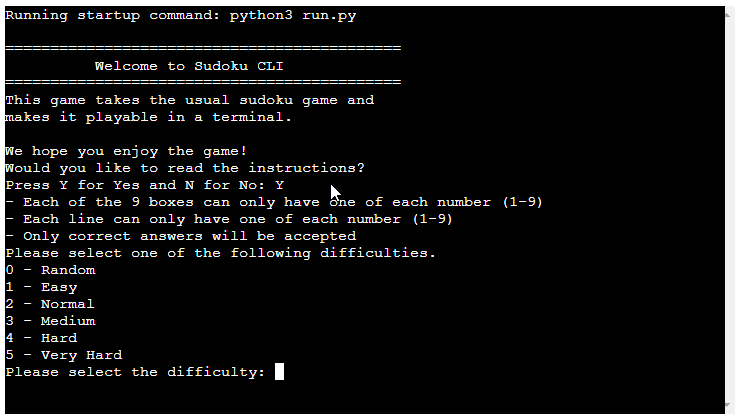 Running startup command: python3 run.py
============================================
Welcome to Sudoku CLI
============================================
This game takes the usual sudoku game and
makes it playable in a terminal.
We hope you enjoy the game!
Would you like to read the instructions?
Press Y for Yes and N for No: Y
- Each of the 9 boxes can only have one of each number (1-9)
- Each line can only have one of each number (1-9)
- Only correct answers will be accepted
Please select one of the following difficulties.
0 - Random
1 - Easy
2 - Normal
3 - Medium
4 - Hard
5 - Very Hard
Please select the difficulty: